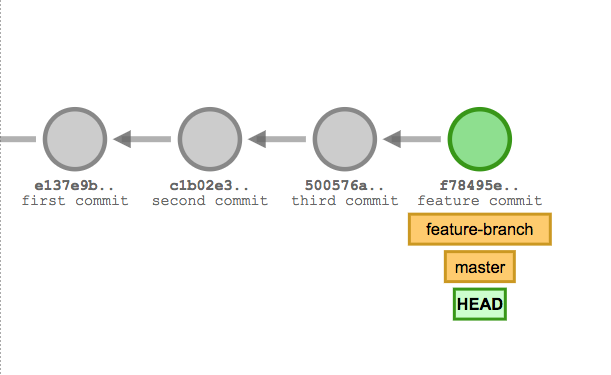 e137e9b..
first commit
c1b02e3..
second commit
500576a..
third commit
f78495e..
feature commit
feature-branch
master
HEAD